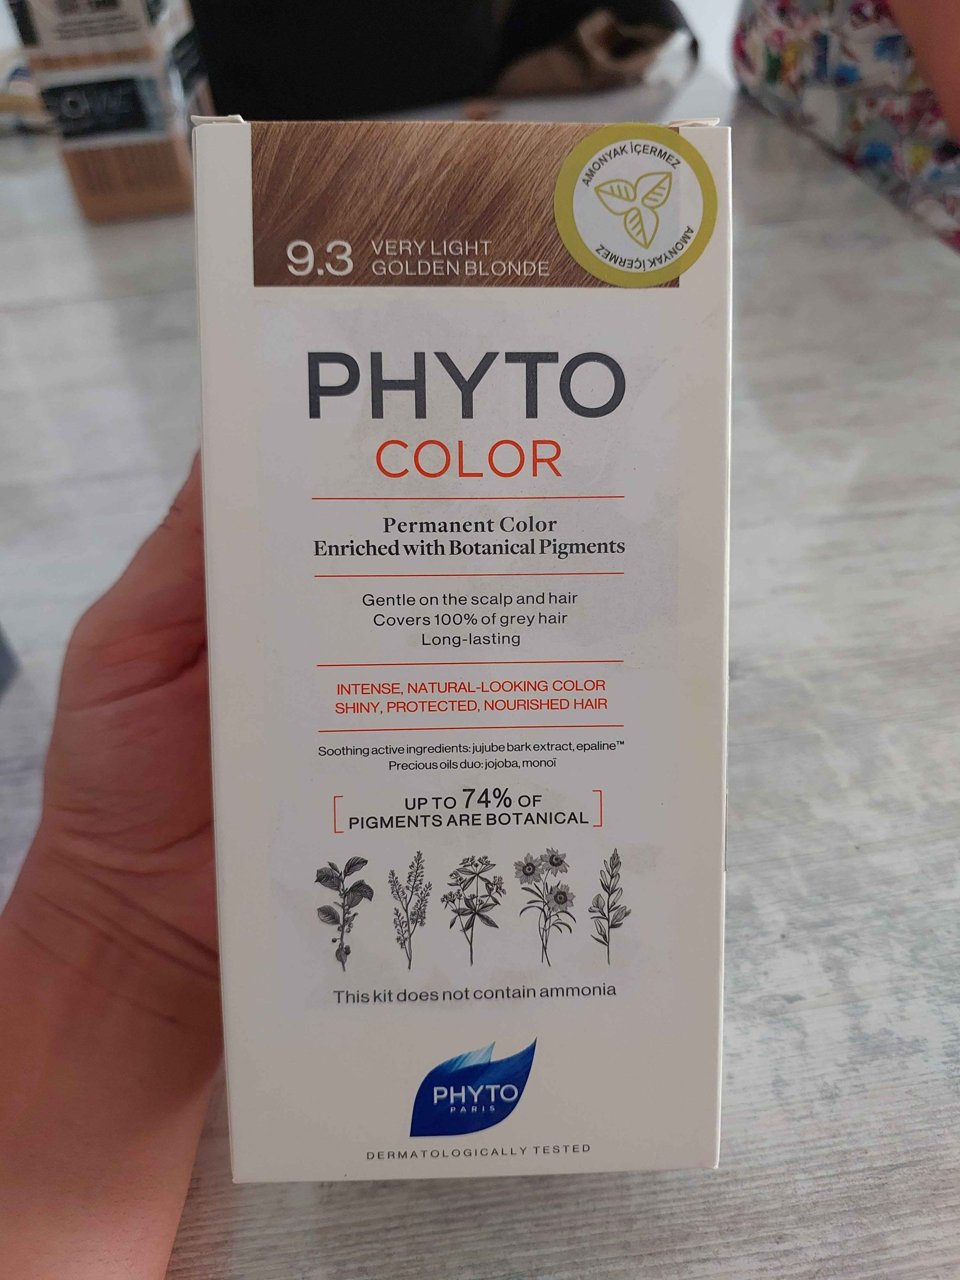 9.3 VERY LIGHT
GOLDEN BLONDE
AMONYAK İÇERMEZ
AMONYAK İÇERMEZ
PHYTO
COLOR
Permanent Color
Enriched with Botanical Pigments
Gentle on the scalp and hair
Covers 100% of grey hair
Long-lasting
INTENSE, NATURAL-LOOKING COLOR
SHINY, PROTECTED, NOURISHED HAIR
Soothing active ingredients: jujube bark extract, epaline™
Precious oils duo: jojoba, monoï
UP TO 74% OF
PIGMENTS ARE BOTANICAL
This kit does not contain ammonia
PHYTO
PARIS
DERMATOLOGICALLY TESTED